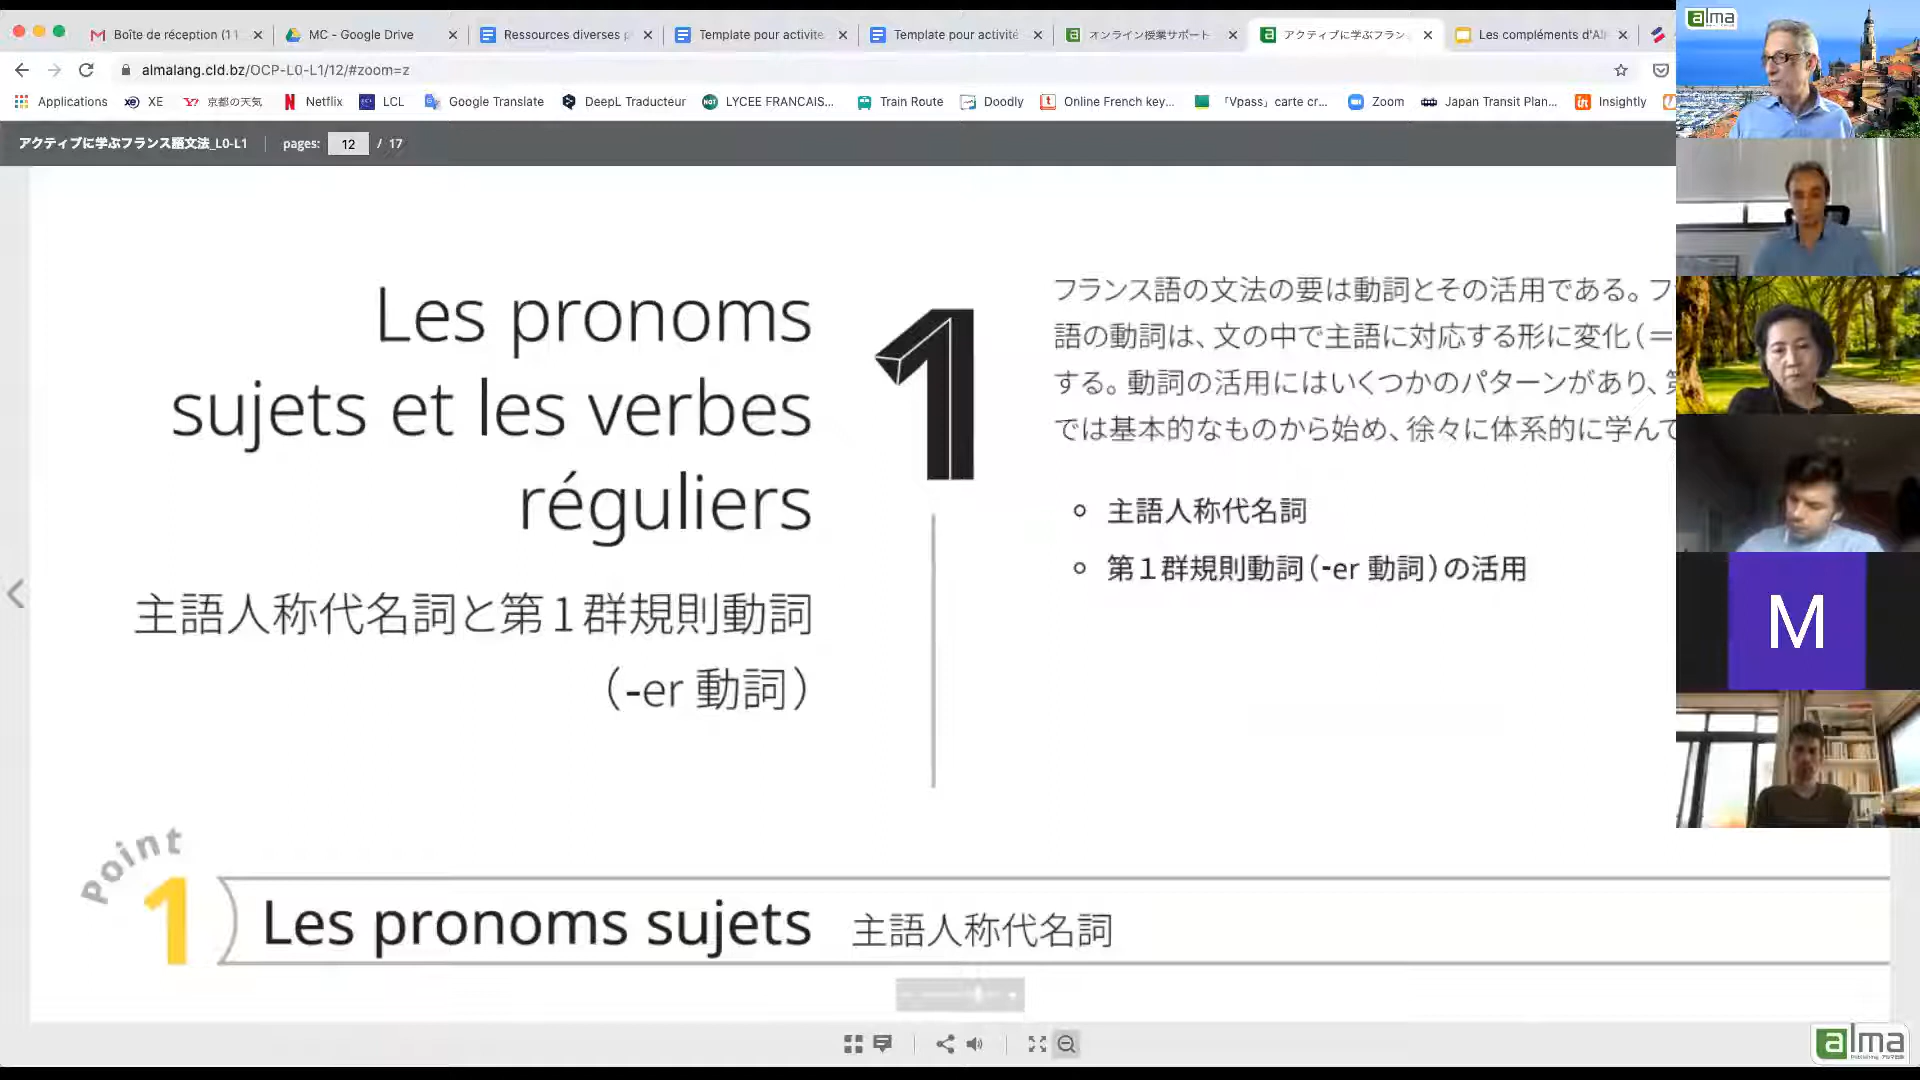 Boîte de réception (1
MC - Google Drive
Ressources diverses
Template pour activite
Template pour activité
オンライン授業サポート
アクティブに学ぶフラン
Les compléments d'Al
almalang.cld.bz/OCP-L0-L1/12/#zoom=z
Applications
XE
京都の天気
Netflix
LCL
Google Translate
DeepL Traducteur
LYCEE FRANCAIS...
Train Route
Doodly
Online French key...
「Vpass」carte cr...
Zoom
Japan Transit Plan...
Insightly
アクティブに学ぶフランス語文法_L0-L1
pages: 12 / 17
Les pronoms
sujets et les verbes
réguliers
主語人称代名詞と第1群規則動詞
（-er 動詞）
1
フランス語の文法の要は動詞とその活用である。フ
語の動詞は、文の中で主語に対応する形に変化（＝
する。動詞の活用にはいくつかのパターンがあり、
では基本的なものから始め、徐々に体系的に学んで
主語人称代名詞
第1群規則動詞（-er 動詞）の活用
Point
1
Les pronoms sujets 主語人称代名詞
alma
M
alma